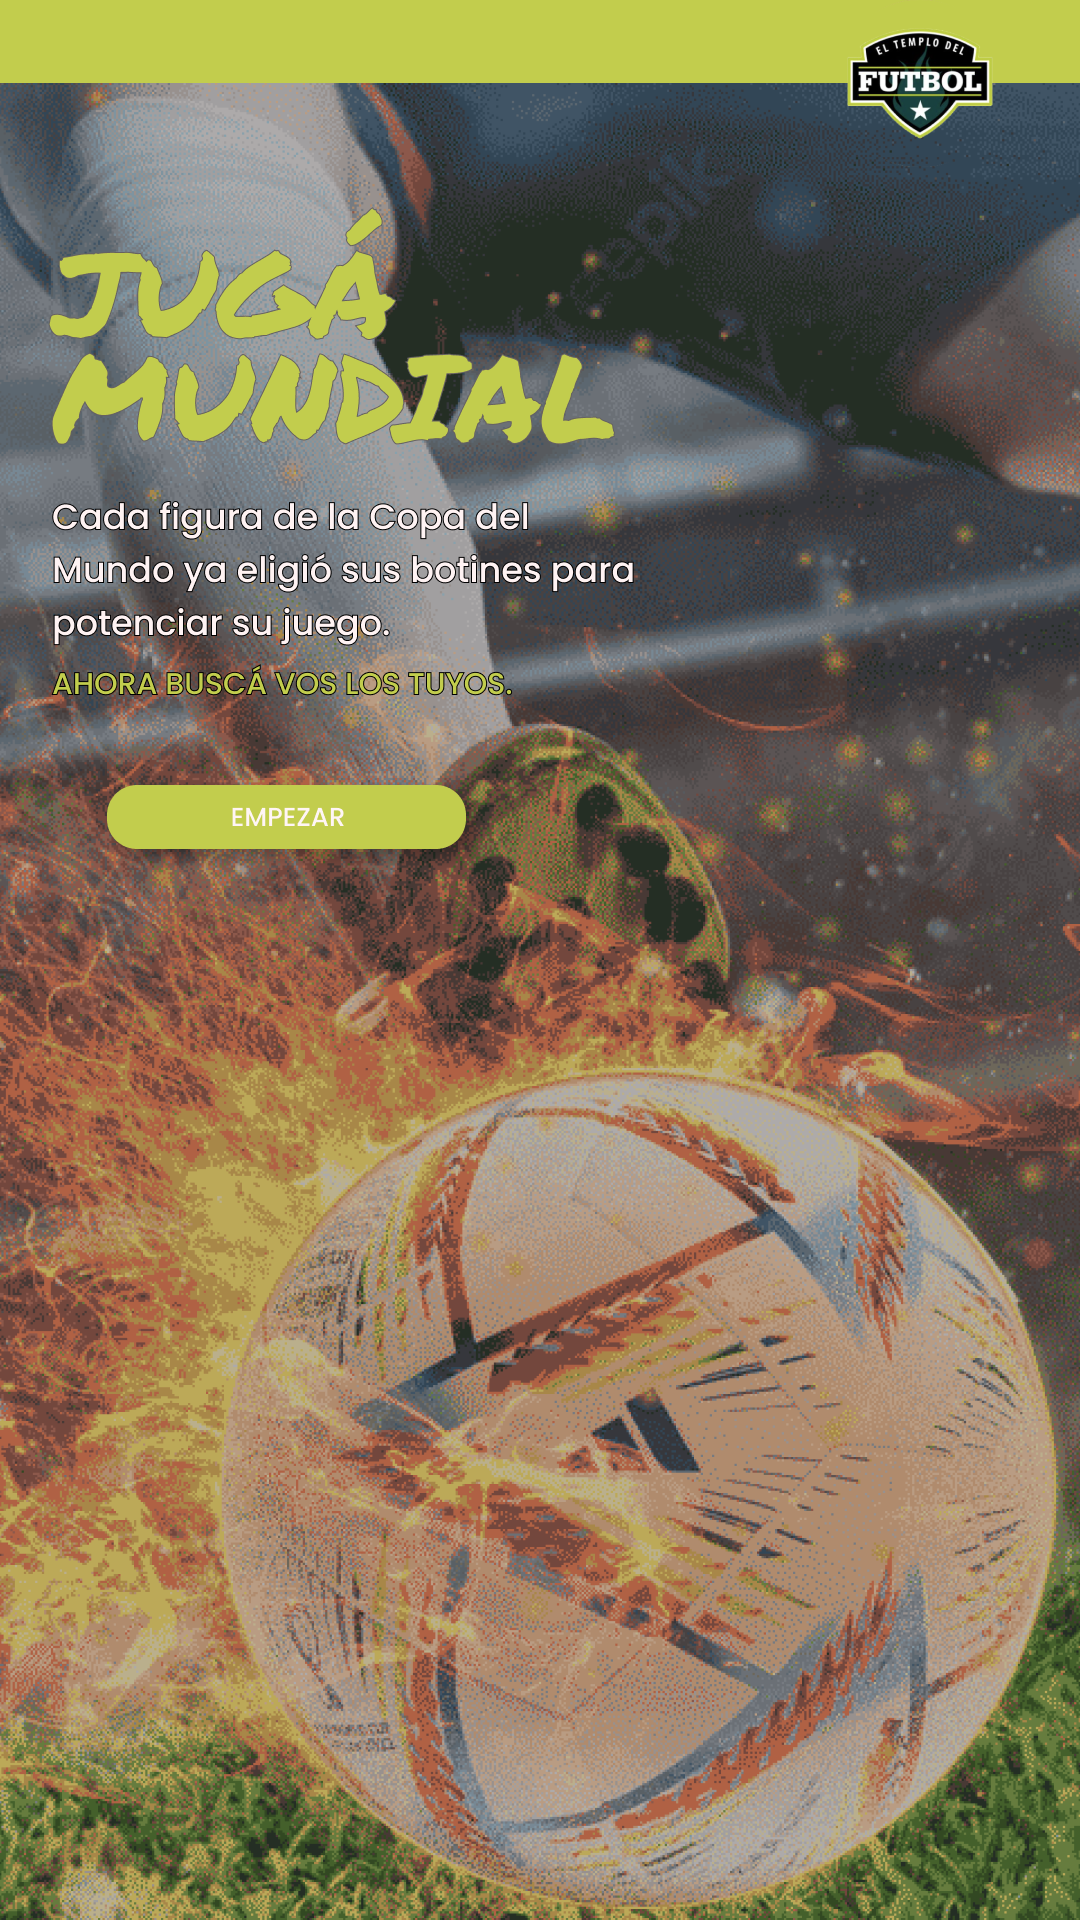 EL TEMPLO DEL
FUTBOL
JUGÁ
MUNDIAL
Cada figura de la Copa del
Mundo ya eligió sus botines para
potenciar su juego.
AHORA BUSCÁ VOS LOS TUYOS.
EMPEZAR